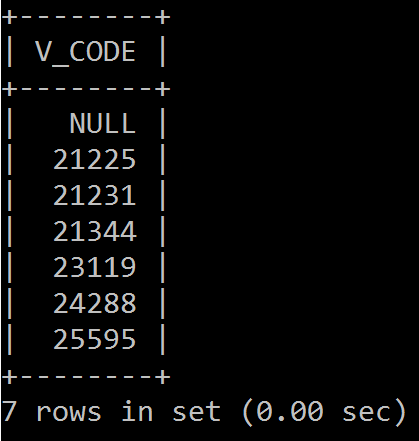 +--------+
| V_CODE |
+--------+
|   NULL |
|  21225 |
|  21231 |
|  21344 |
|  23119 |
|  24288 |
|  25595 |
+--------+
7 rows in set (0.00 sec)